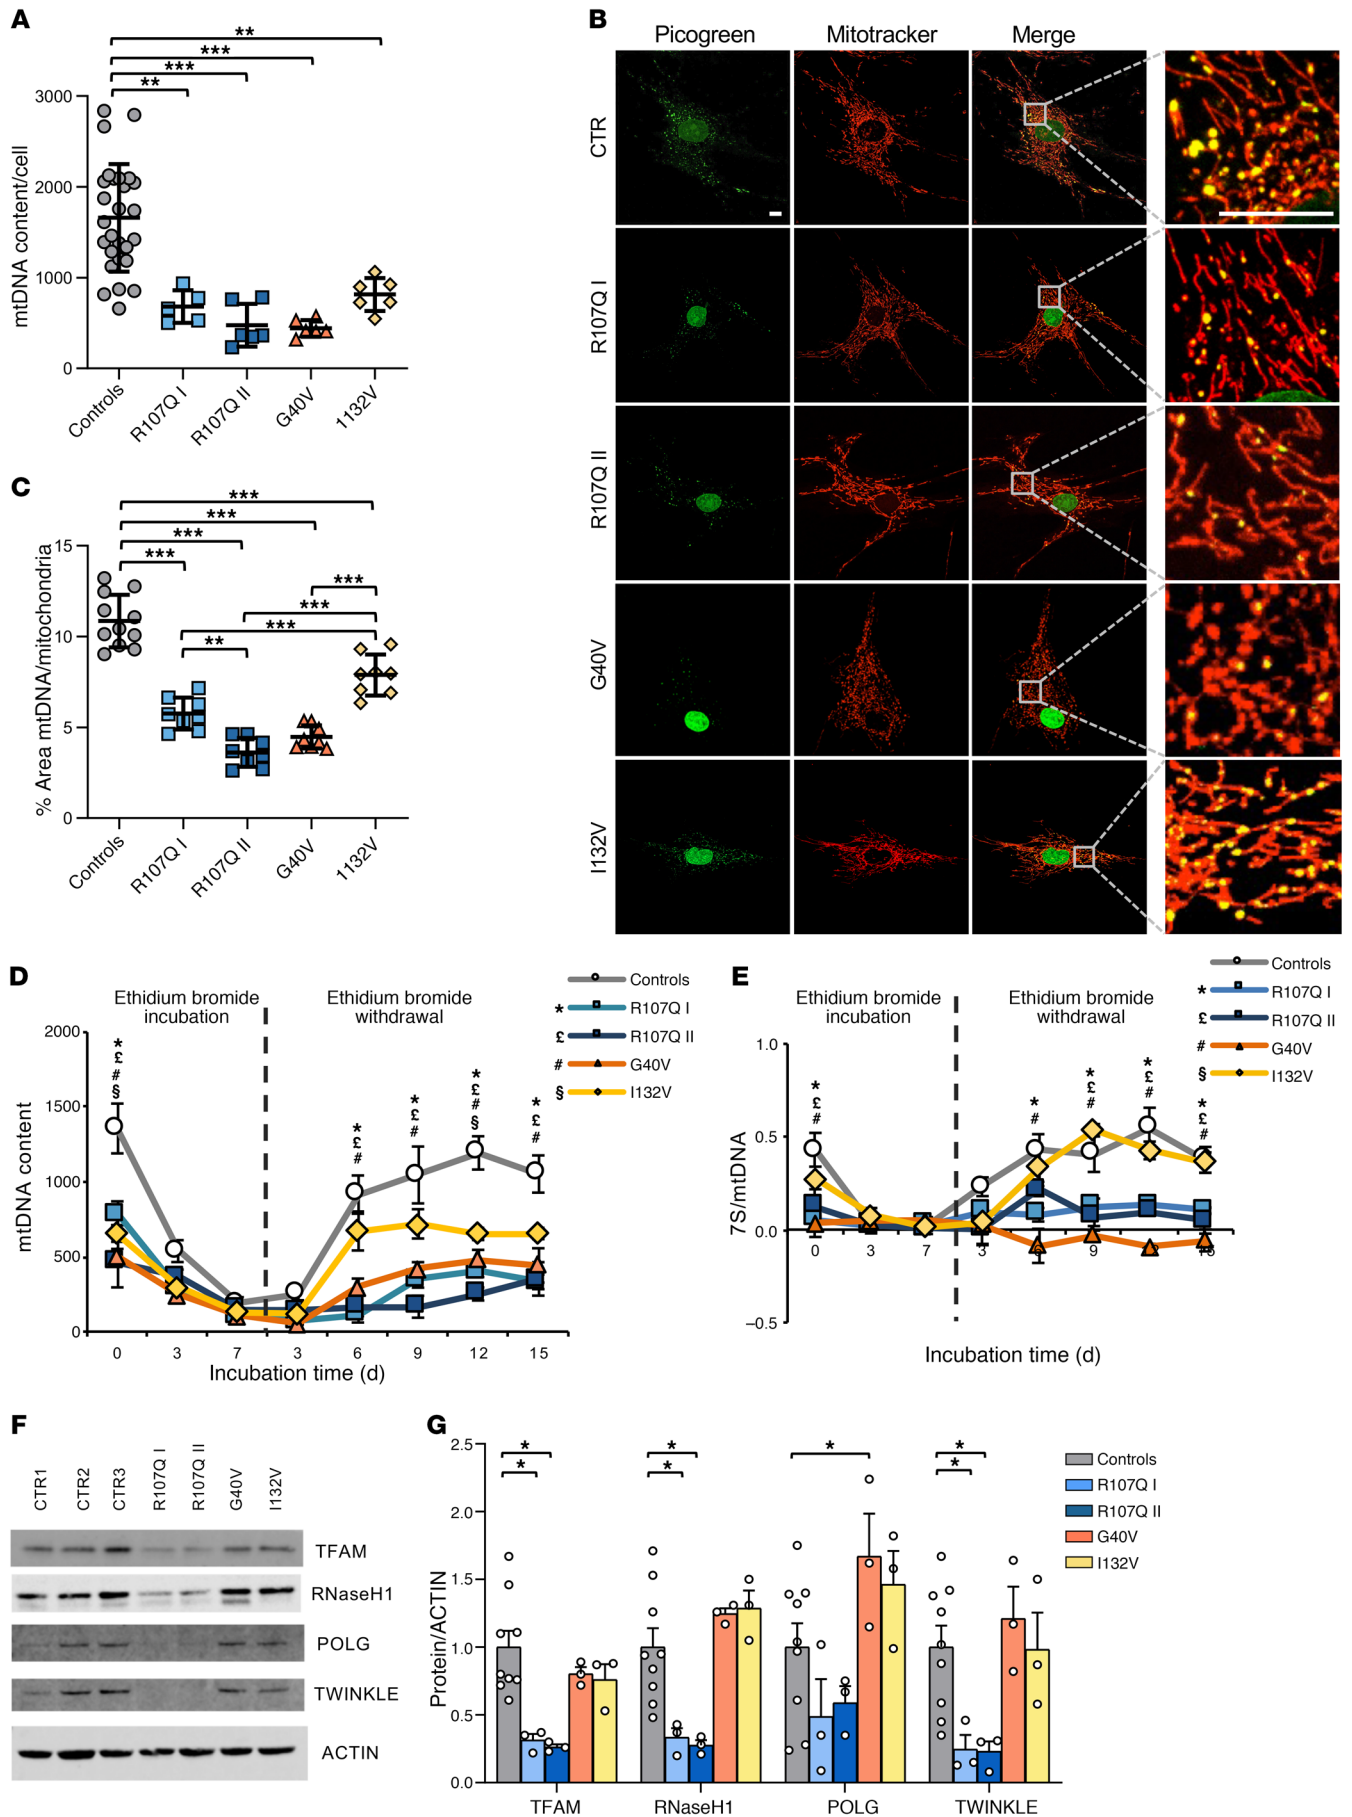 A
**
***
***
**
3000
2000
1000
0
mtDNA content/cell
Controls
R107Q I
R107Q II
G40V
1132V
B
Picogreen
Mitotracker
Merge
CTR
R107Q I
R107Q II
G40V
I132V
C
***
***
***
***
***
***
***
**
15
10
5
0
% Area mtDNA/mitochondria
Controls
R107Q I
R107Q II
G40V
1132V
D
Ethidium bromide
incubation
Ethidium bromide
withdrawal
Controls
* R107Q I
£ R107Q II
# G40V
§ I132V
2000
1500
1000
500
0
mtDNA content
*
£
#
§
*
£
#
*
£
#
*
£
#
§
*
£
#
0 3 7 3 6 9 12 15
Incubation time (d)
E
Ethidium bromide
incubation
Ethidium bromide
withdrawal
Controls
* R107Q I
£ R107Q II
# G40V
§ I132V
1.0
0.5
0.0
–0.5
7S/mtDNA
*
£
#
*
#
*
£
#
*
£
#
*
£
#
0 3 7 3 9
Incubation time (d)
F
CTR1
CTR2
CTR3
R107Q I
R107Q II
G40V
I132V
TFAM
RNaseH1
POLG
TWINKLE
ACTIN
G
2.5
2.0
1.5
1.0
0.5
0.0
Protein/ACTIN
*
*
*
*
*
*
*
Controls
R107Q I
R107Q II
G40V
I132V
TFAM
RNaseH1
POLG
TWINKLE